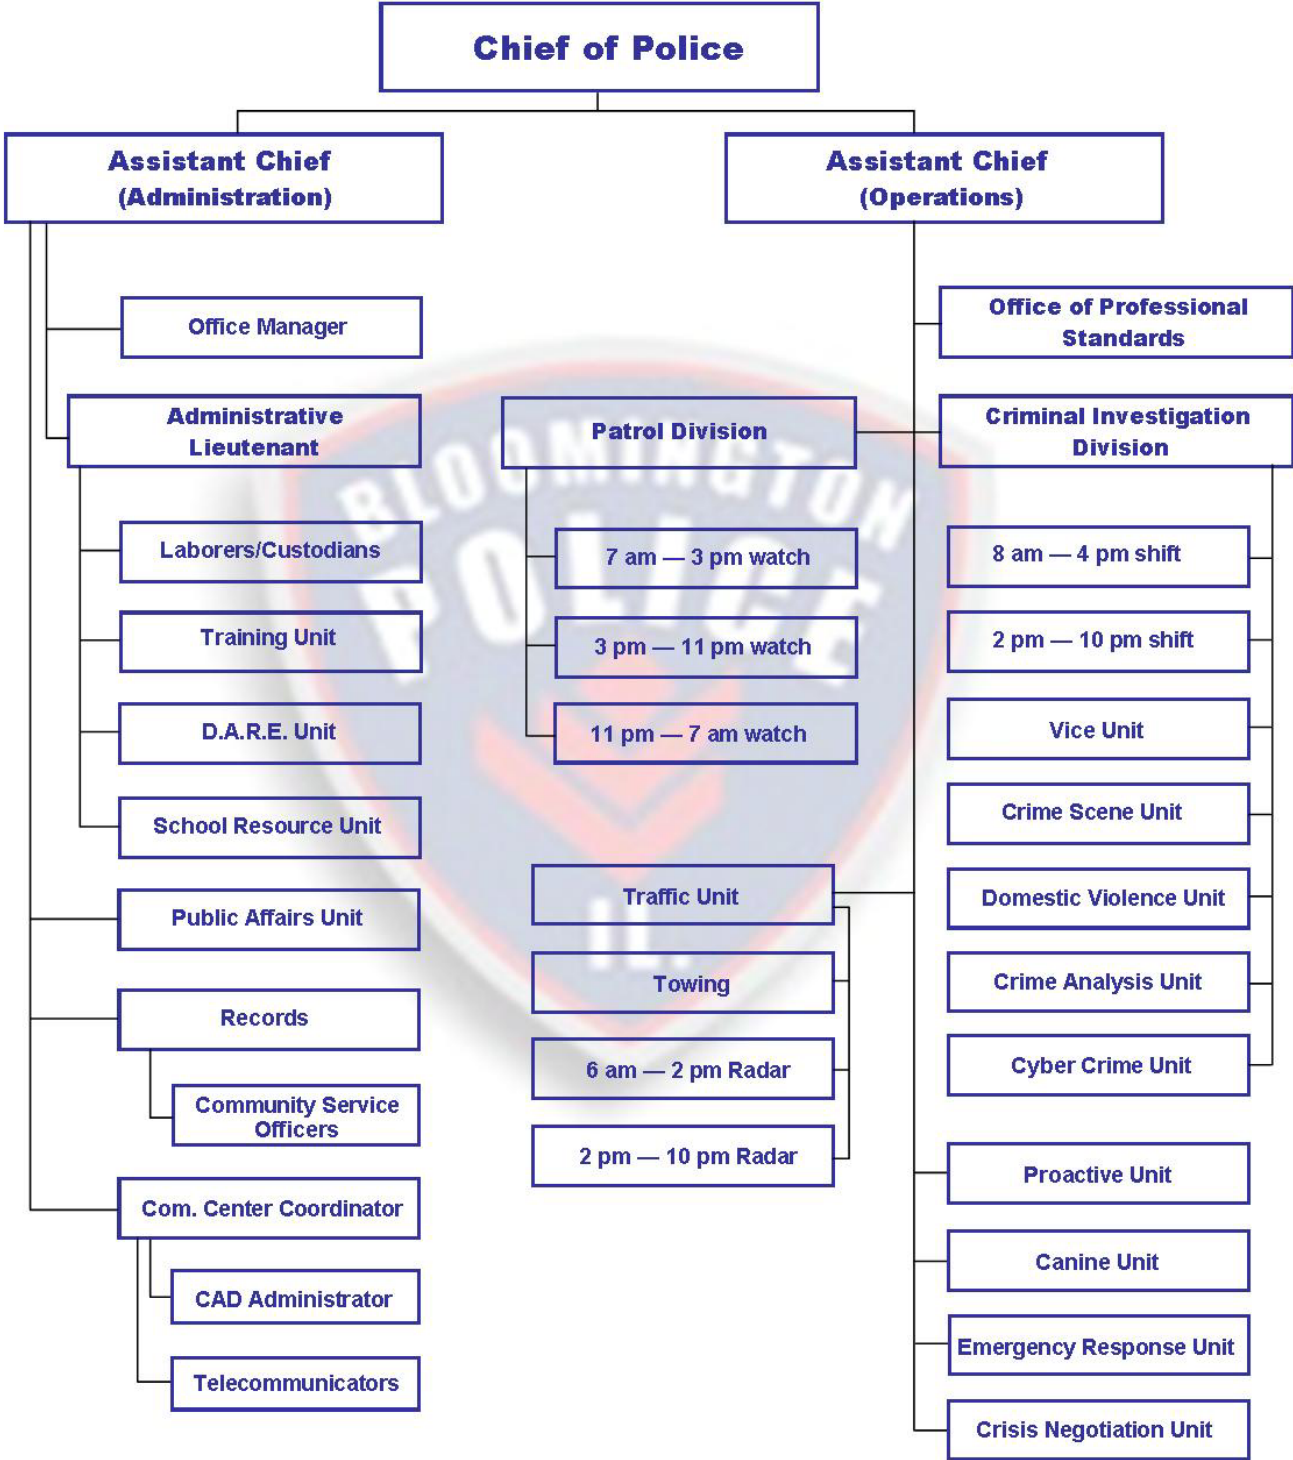 Chief of Police
Assistant Chief
(Administration)
Assistant Chief
(Operations)
Office Manager
Administrative
Lieutenant
Laborers/Custodians
Training Unit
D.A.R.E. Unit
School Resource Unit
Public Affairs Unit
Records
Community Service
Officers
Com. Center Coordinator
CAD Administrator
Telecommunicators
Patrol Division
7 am — 3 pm watch
3 pm — 11 pm watch
11 pm — 7 am watch
Traffic Unit
Towing
6 am — 2 pm Radar
2 pm — 10 pm Radar
Office of Professional
Standards
Criminal Investigation
Division
8 am — 4 pm shift
2 pm — 10 pm shift
Vice Unit
Crime Scene Unit
Domestic Violence Unit
Crime Analysis Unit
Cyber Crime Unit
Proactive Unit
Canine Unit
Emergency Response Unit
Crisis Negotiation Unit
BLOOMINGTON
POLICE
IL.